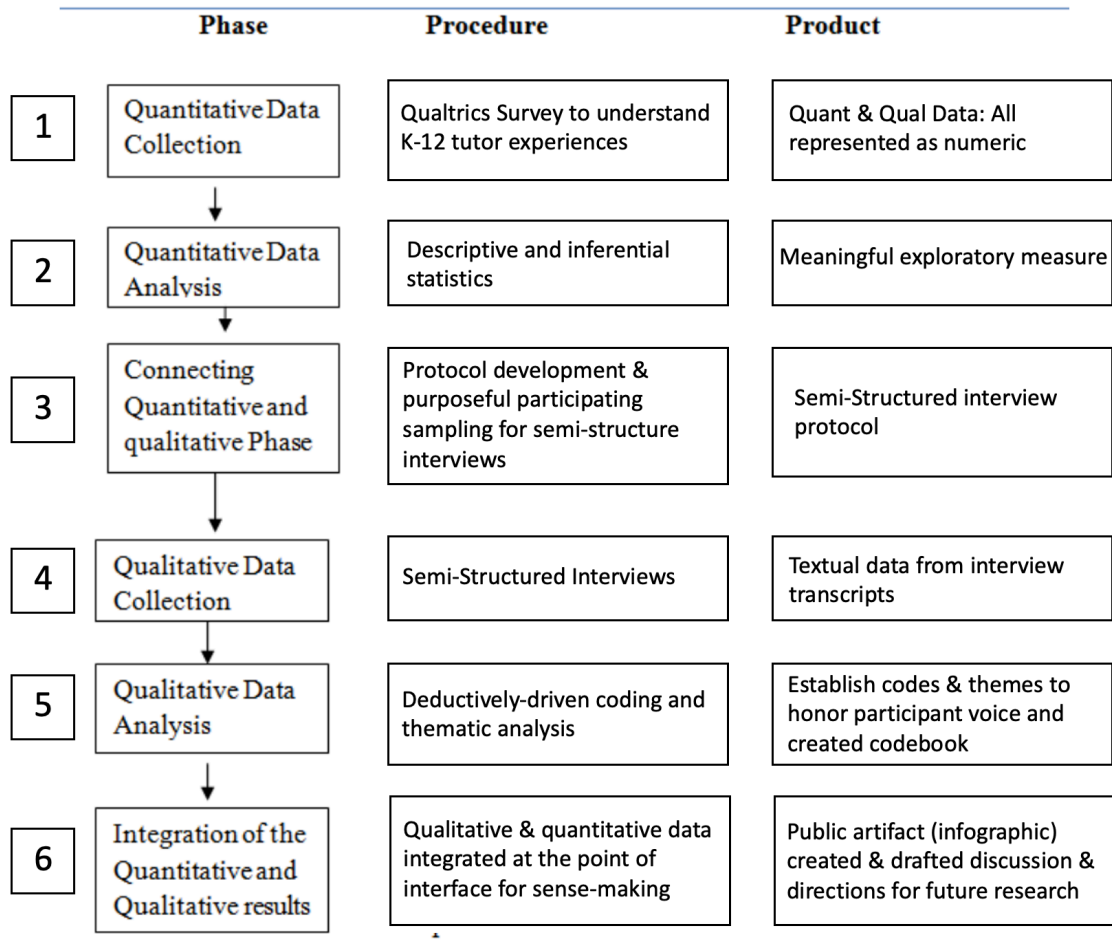 Phase Procedure Product
1
Quantitative Data
Collection
Qualtrics Survey to understand
K-12 tutor experiences
Quant & Qual Data: All
represented as numeric
2
Quantitative Data
Analysis
Descriptive and inferential
statistics
Meaningful exploratory measure
3
Connecting
Quantitative and
qualitative Phase
Protocol development &
purposeful participating
sampling for semi-structure
interviews
Semi-Structured interview
protocol
4
Qualitative Data
Collection
Semi-Structured Interviews
Textual data from interview
transcripts
5
Qualitative Data
Analysis
Deductively-driven coding and
thematic analysis
Establish codes & themes to
honor participant voice and
created codebook
6
Integration of the
Quantitative and
Qualitative results
Qualitative & quantitative data
integrated at the point of
interface for sense-making
Public artifact (infographic)
created & drafted discussion &
directions for future research